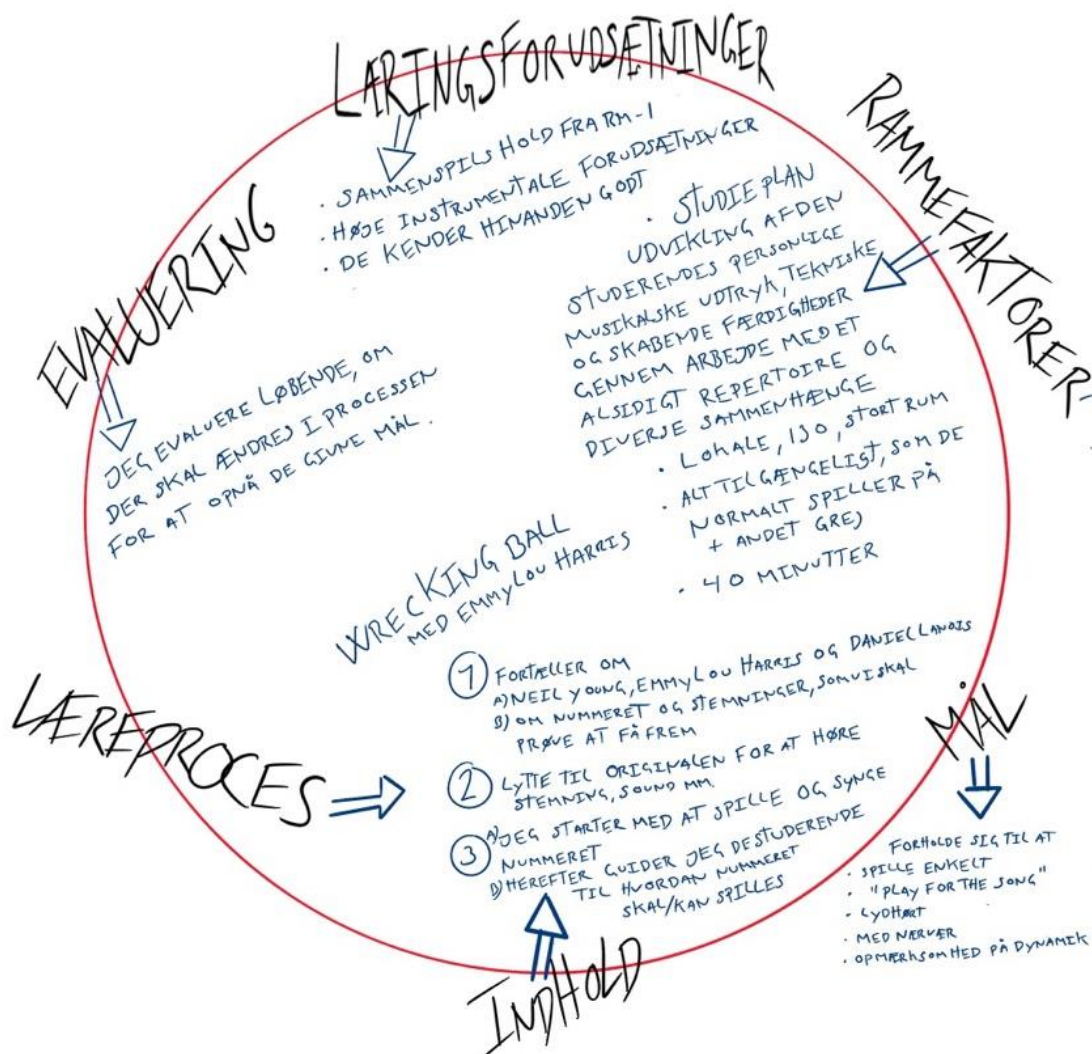 LÆRINGSFORUDSÆTNINGER
· SAMMENSPILSHOLD FRA RM-1
· HØJE INSTRUMENTALE FORUDSÆTNINGER
· DE KENDER HINANDEN GODT
RAMMEFAKTORER
· STUDIEPLAN
UDVIKLING AF DEN
STUDERENDES PERSONLIGE
MUSIKALSKE UDTRYK, TEKNISKE
OG SKABENDE FÆRDIGHEDER
GENNEM ARBEJDE MED ET
ALSIDIGT REPERTOIRE OG
DIVERSE SAMMENHÆNGE
· LOKALE, 150, STORT RUM
· ALT TILGÆNGELIGT, SOM DE
NORMALT SPILLER PÅ
+ ANDET GREJ
· 40 MINUTTER
MÅL
FORHOLDE SIG TIL AT
· SPILLE ENKELT
· "PLAY FOR THE SONG"
· LYDHØRT
· MED NÆRVÆR
· OPMÆRKSOMHED PÅ DYNAMIK
INDHOLD
WRECKING BALL
MED EMMYLOU HARRIS
1 FORTÆLLER OM
A) NEIL YOUNG, EMMYLOU HARRIS OG DANIEL LANOIS
B) OM NUMMERET OG STEMNINGER, SOM VI SKAL
PRØVE AT FÅ FREM
2 LYTTE TIL ORIGINALEN FOR AT HØRE
STEMNING, SOUND MM.
3 A) JEG STARTER MED AT SPILLE OG SYNGE
NUMMERET
B) HEREFTER GUIDER JEG DE STUDERENDE
TIL HVORDAN NUMMERET
SKAL/KAN SPILLES
LÆREPROCES
EVALUERING
JEG EVALUERE LØBENDE, OM
DER SKAL ÆNDRES I PROCESSEN
FOR AT OPNÅ DE GIVNE MÅL.